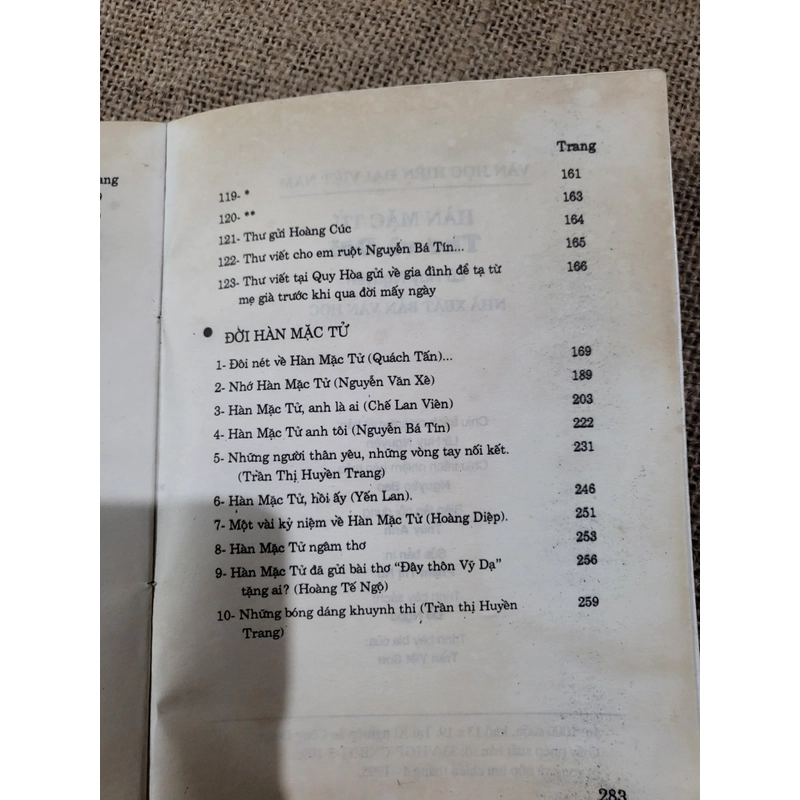 ang
9
Trang
119- * 161
120- ** 163
121- Thư gửi Hoàng Cúc 164
122- Thư viết cho em ruột Nguyễn Bá Tín... 165
123- Thư viết tại Quy Hòa gửi về gia đình để tạ từ 166
mẹ già trước khi qua đời mấy ngày
• ĐỜI HÀN MẶC TỬ
1- Đôi nét về Hàn Mặc Tử (Quách Tấn)... 169
2- Nhớ Hàn Mặc Tử (Nguyễn Văn Xê) 189
3- Hàn Mặc Tử, anh là ai (Chế Lan Viên) 203
4- Hàn Mặc Tử anh tôi (Nguyễn Bá Tín) 222
5- Những người thân yêu, những vòng tay nối kết. 231
(Trần Thị Huyền Trang)
6- Hàn Mặc Tử, hồi ấy (Yến Lan). 246
7- Một vài kỷ niệm về Hàn Mặc Tử (Hoàng Diệp). 251
8- Hàn Mặc Tử ngâm thơ 253
9- Hàn Mặc Tử đã gửi bài thơ “Đây thôn Vỹ Dạ” 256
tặng ai? (Hoàng Tế Ngộ)
10- Những bóng dáng khuynh thi (Trần thị Huyền 259
Trang)
283